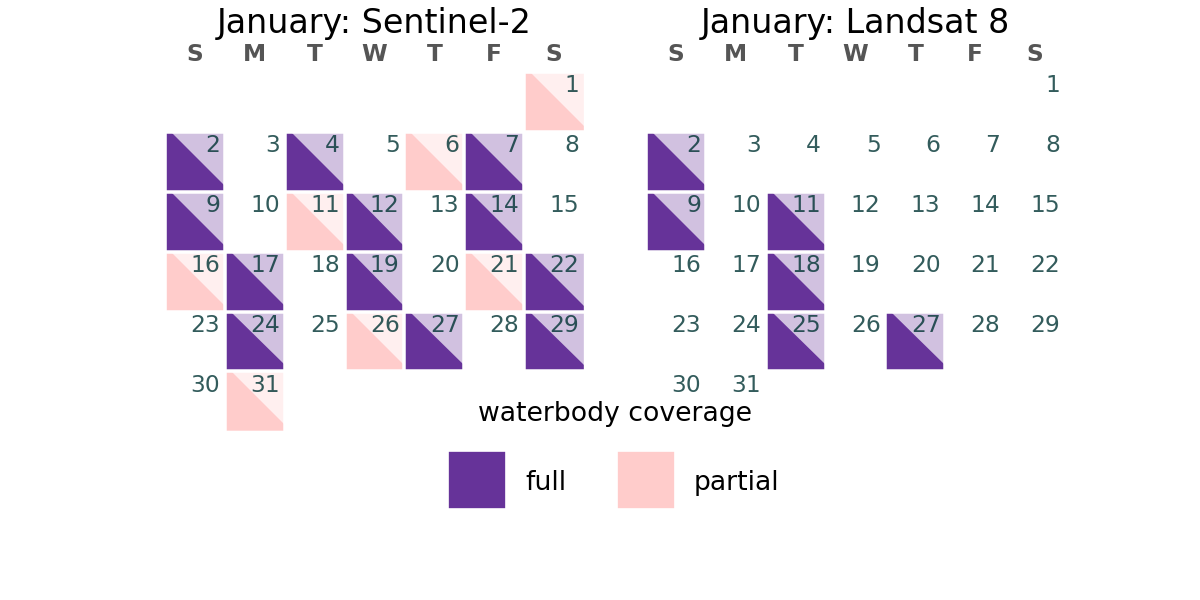 January: Sentinel-2
S M T W T F S
1
2 3 4 5 6 7 8
9 10 11 12 13 14 15
16 17 18 19 20 21 22
23 24 25 26 27 28 29
30 31
January: Landsat 8
S M T W T F S
1
2 3 4 5 6 7 8
9 10 11 12 13 14 15
16 17 18 19 20 21 22
23 24 25 26 27 28 29
30 31
waterbody coverage
full
partial